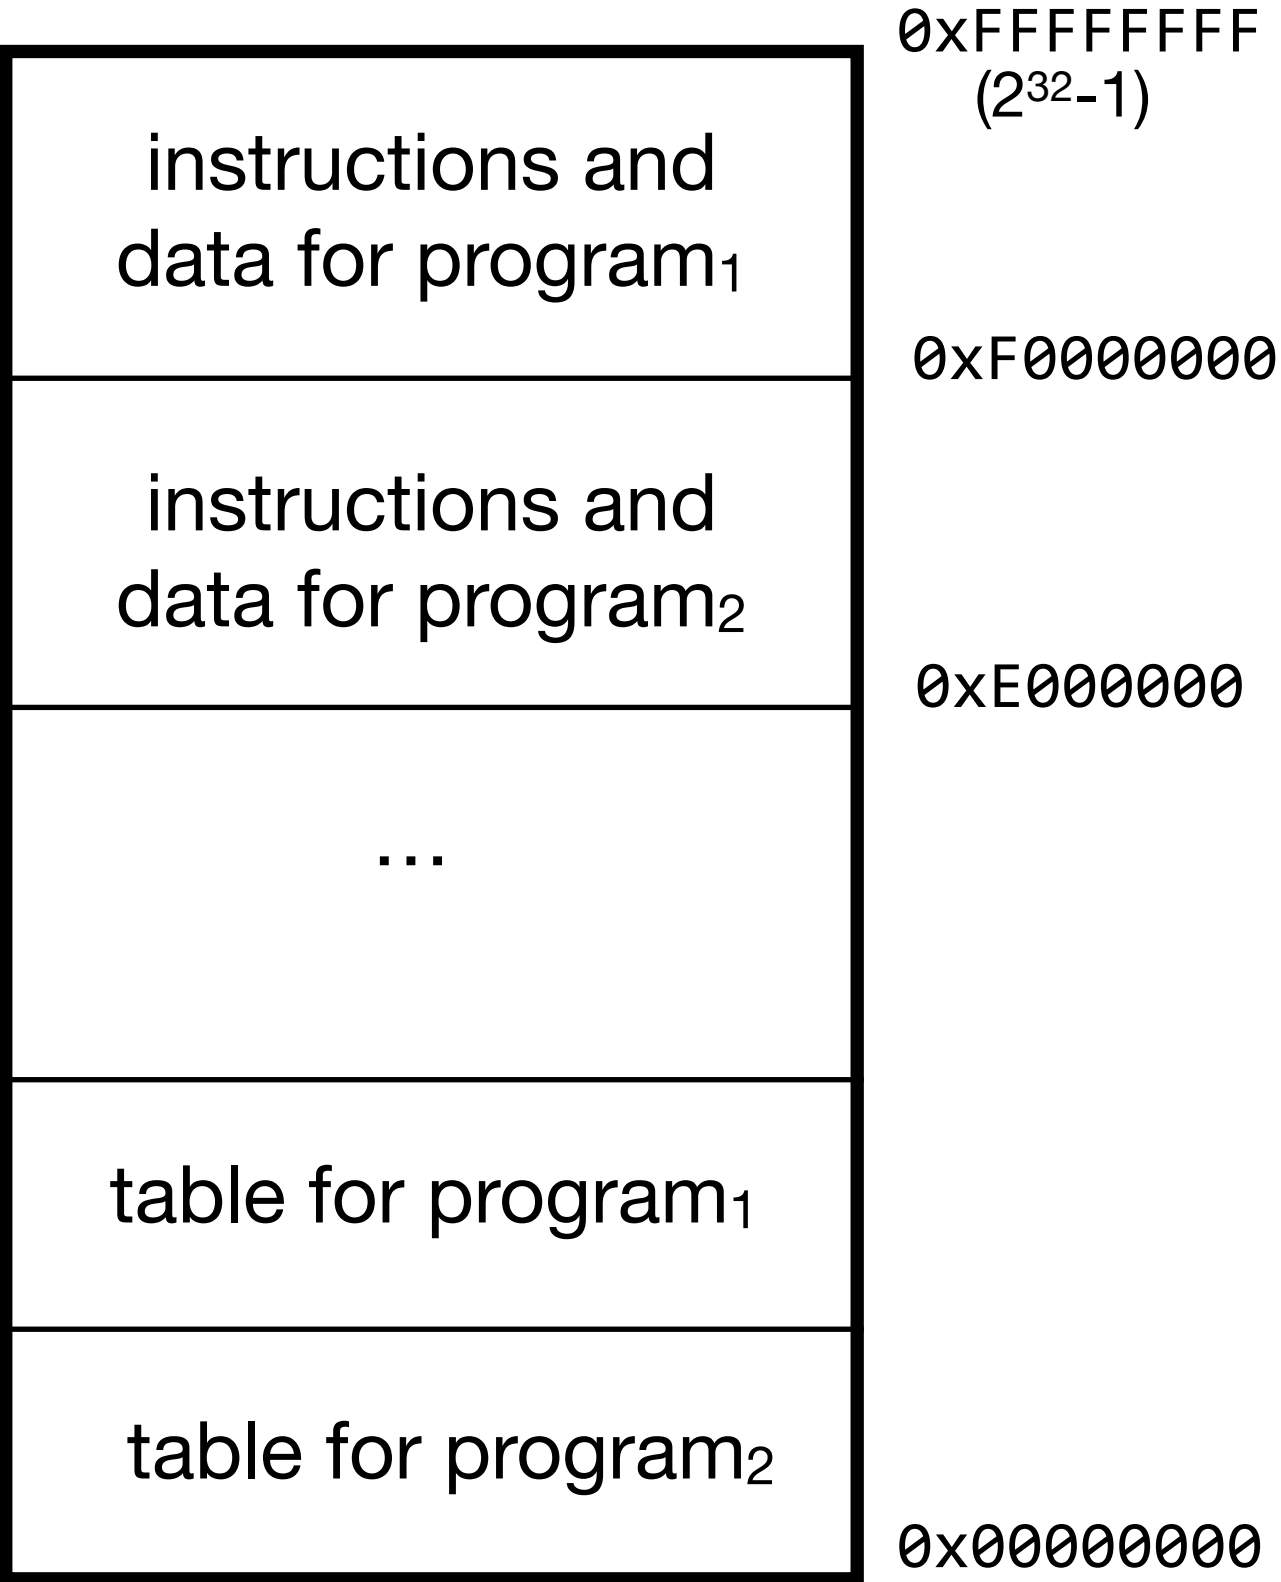 0xFFFFFFFF
(2³²-1)
instructions and
data for program₁
0xF0000000
instructions and
data for program₂
0xE000000
...
table for program₁
table for program₂
0x00000000